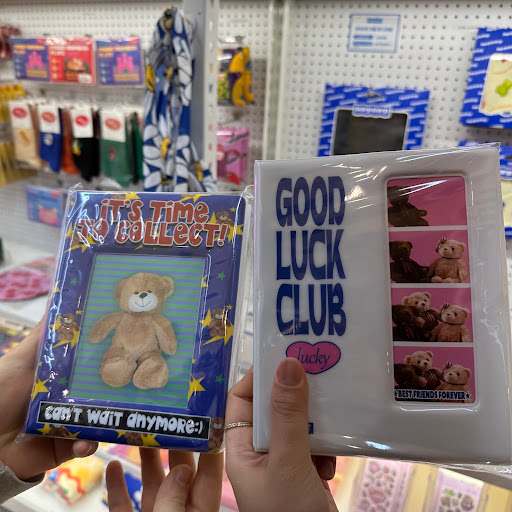 IT'S TIME
TO COLLECT!
CAN'T WAIT ANYMORE:)
GOOD
LUCK
CLUB
lucky
BEST FRIENDS FOREVER